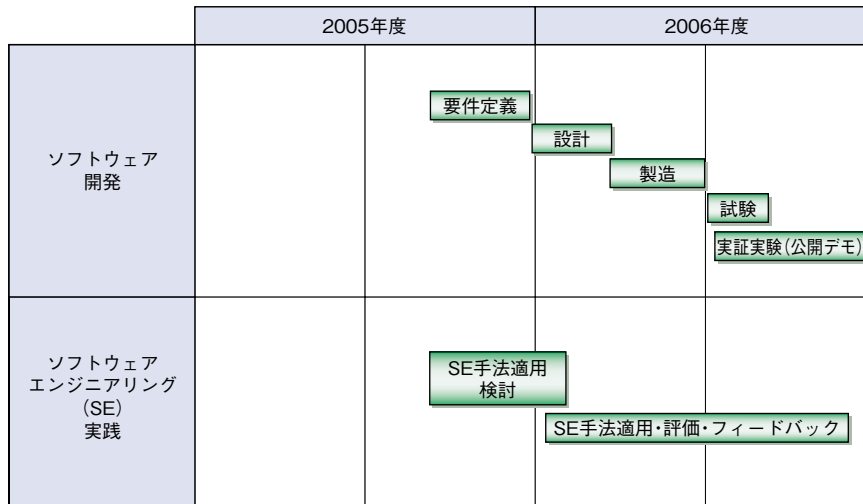 2005年度
2006年度
ソフトウェア
開発
要件定義
設計
製造
試験
実証実験(公開デモ)
ソフトウェア
エンジニアリング
(SE)
実践
SE手法適用
検討
SE手法適用・評価・フィードバック